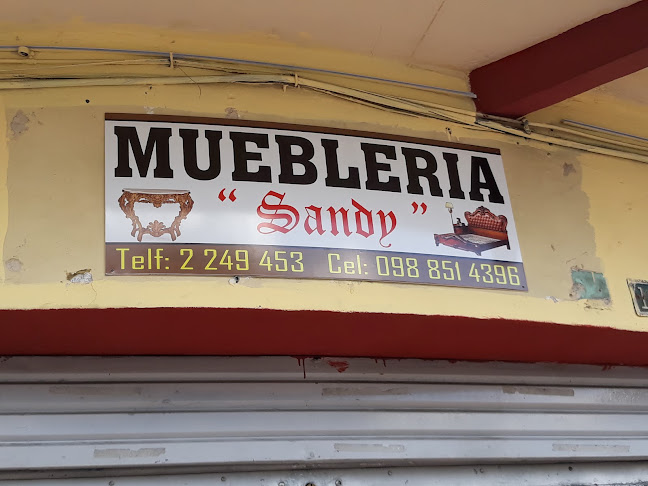 MUEBLERIA
“Sandy”
Telf: 2 249 453 Cel: 098 851 4396